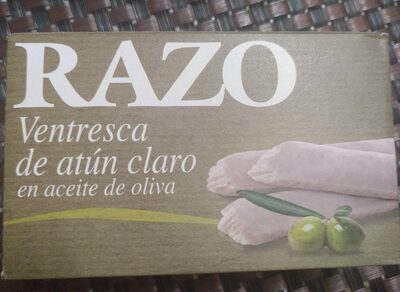 RAZO
Ventresca
de atún claro
en aceite de oliva